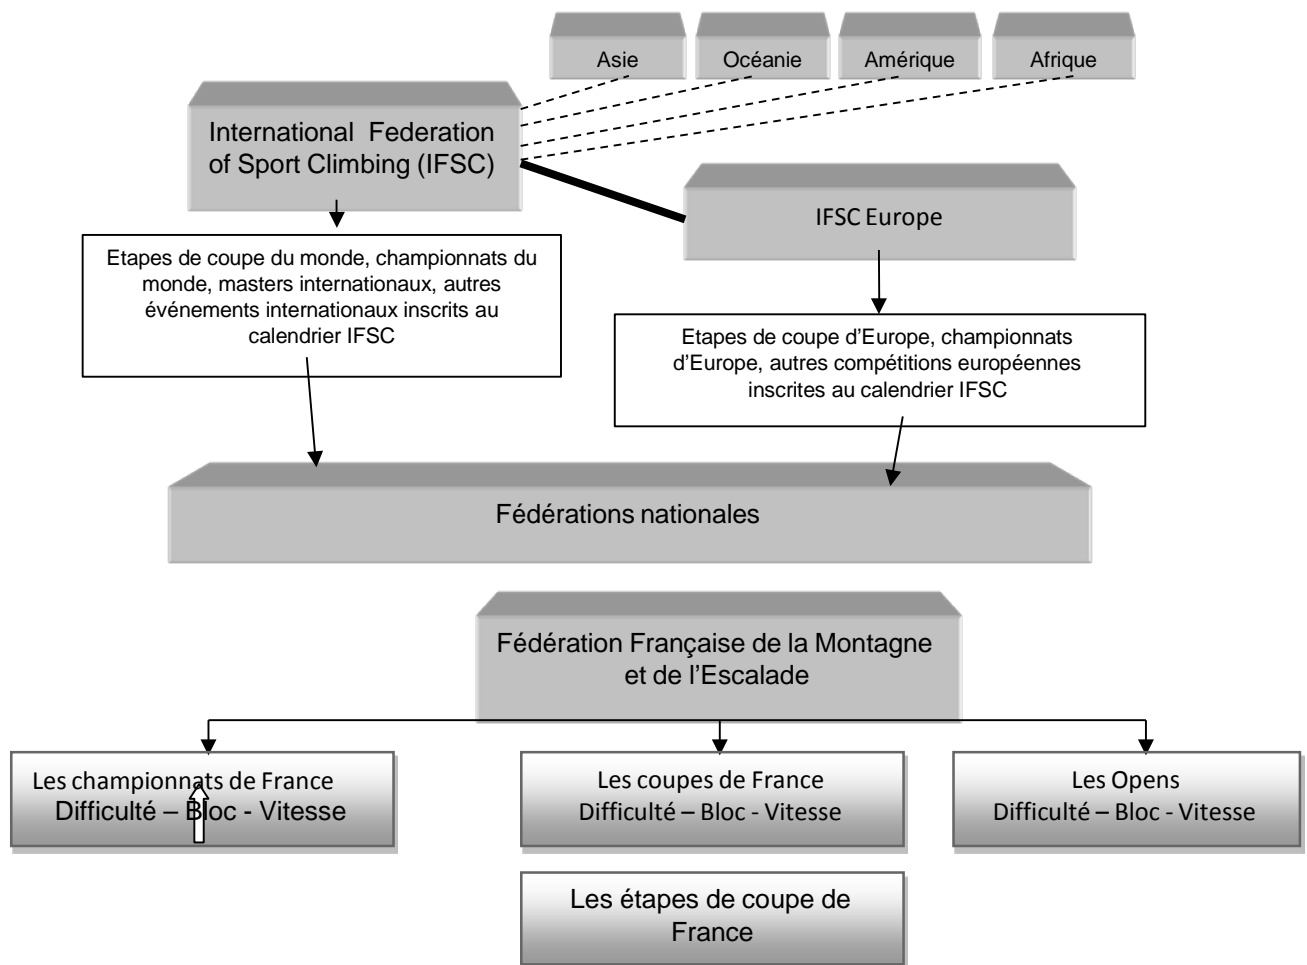 Asie
Océanie
Amérique
Afrique
International Federation
of Sport Climbing (IFSC)
IFSC Europe
Etapes de coupe du monde, championnats du
monde, masters internationaux, autres
événements internationaux inscrits au
calendrier IFSC
Etapes de coupe d’Europe, championnats
d’Europe, autres compétitions européennes
inscrites au calendrier IFSC
Fédérations nationales
Fédération Française de la Montagne
et de l’Escalade
Les championnats de France
Difficulté – Bloc - Vitesse
Les coupes de France
Difficulté – Bloc - Vitesse
Les Opens
Difficulté – Bloc - Vitesse
Les étapes de coupe de
France